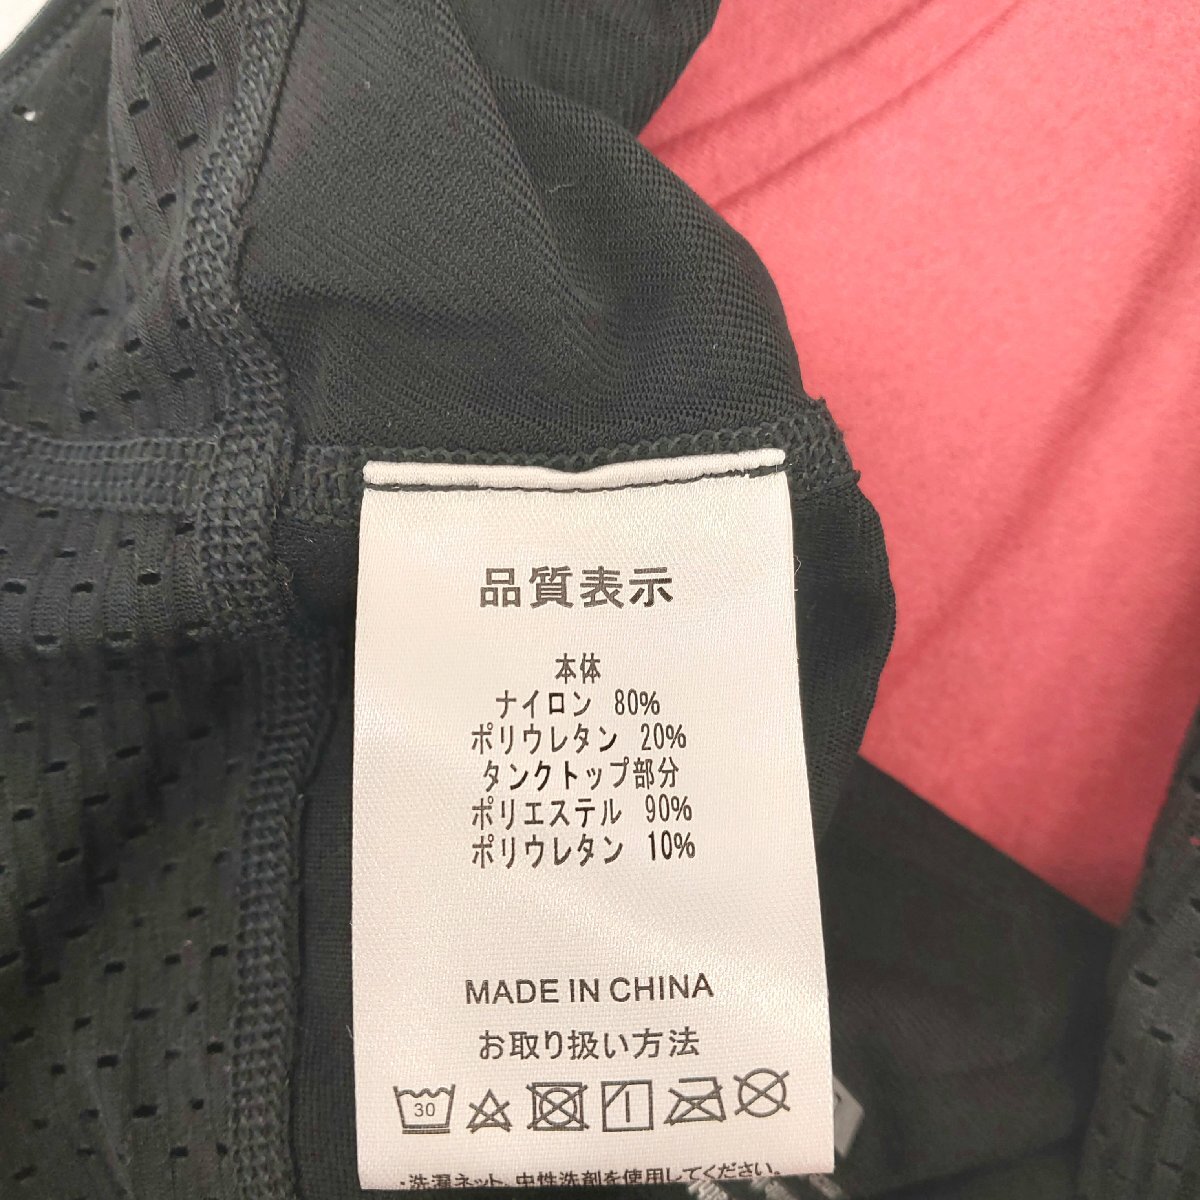 品質表示
本体
ナイロン 80%
ポリウレタン 20%
タンクトップ部分
ポリエステル 90%
ポリウレタン 10%
MADE IN CHINA
お取り扱い方法
30
・洗濯ネット、中性洗剤を使用してください。